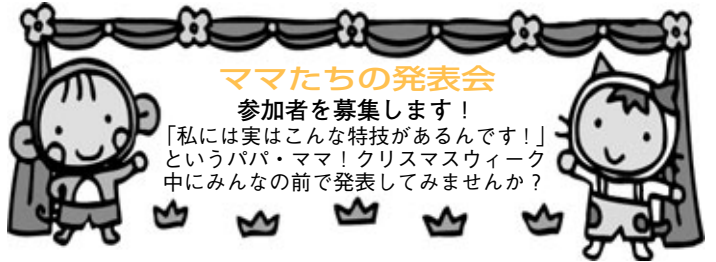 ママたちの発表会
参加者を募集します！
「私には実はこんな特技があるんです！」
というパパ・ママ！クリスマスウィーク
中にみんなの前で発表してみませんか？